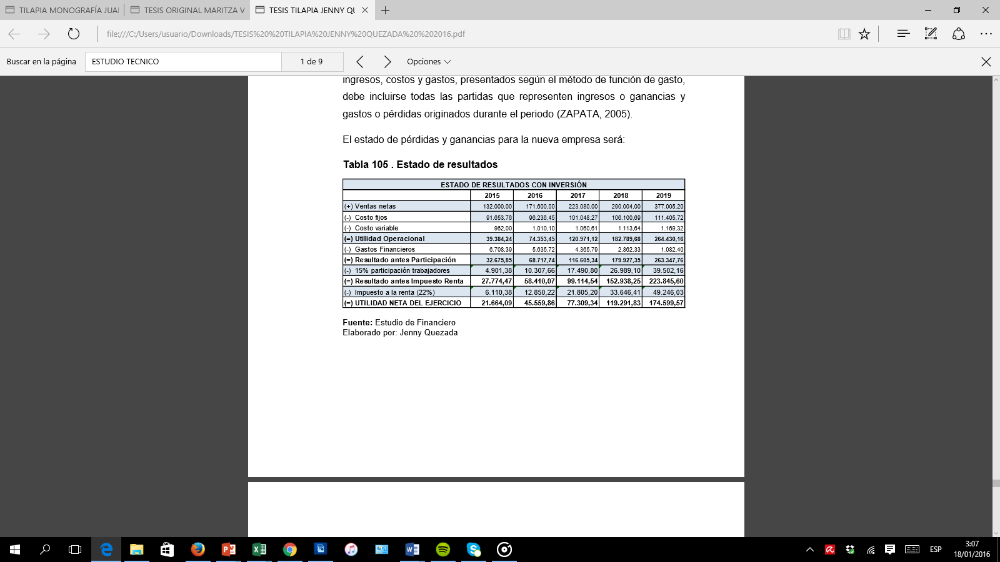 TILAPIA MONOGRAFÍA JUA
TESIS ORIGINAL MARITZA V
TESIS TILAPIA JENNY QU
file:///C:/Users/usuario/Downloads/TESIS%20%20TILAPIA%20JENNY%20QUEZADA%20%202016.pdf
Buscar en la página
ESTUDIO TECNICO
1 de 9
Opciones
ingresos, costos y gastos, presentados según el método de función de gasto,
debe incluirse todas las partidas que representen ingresos o ganancias y
gastos o pérdidas originados durante el periodo (ZAPATA, 2005).
El estado de pérdidas y ganancias para la nueva empresa será:
Tabla 105 . Estado de resultados
ESTADO DE RESULTADOS CON INVERSIÓN
2015 2016 2017 2018 2019
(+) Ventas netas 132.000,00 171.600,00 223.080,00 290.004,00 377.005,20
(-) Costo fijos 91.653,76 96.236,45 101.048,27 106.100,69 111.405,72
(-) Costo variable 962,00 1.010,10 1.060,61 1.113,64 1.169,32
(=) Utilidad Operacional 39.384,24 74.353,45 120.971,12 182.789,68 264.430,16
(-) Gastos Financieros 6.708,39 5.635,72 4.365,79 2.862,33 1.082,40
(=) Resultado antes Participación 32.675,85 68.717,74 116.605,34 179.927,35 263.347,76
(-) 15% participación trabajadores 4.901,38 10.307,66 17.490,80 26.989,10 39.502,16
(=) Resultado antes Impuesto Renta 27.774,47 58.410,07 99.114,54 152.938,25 223.845,60
(-) Impuesto a la renta (22%) 6.110,38 12.850,22 21.805,20 33.646,41 49.246,03
(=) UTILIDAD NETA DEL EJERCICIO 21.664,09 45.559,86 77.309,34 119.291,83 174.599,57
Fuente: Estudio de Financiero
Elaborado por: Jenny Quezada
ESP
3:07
18/01/2016